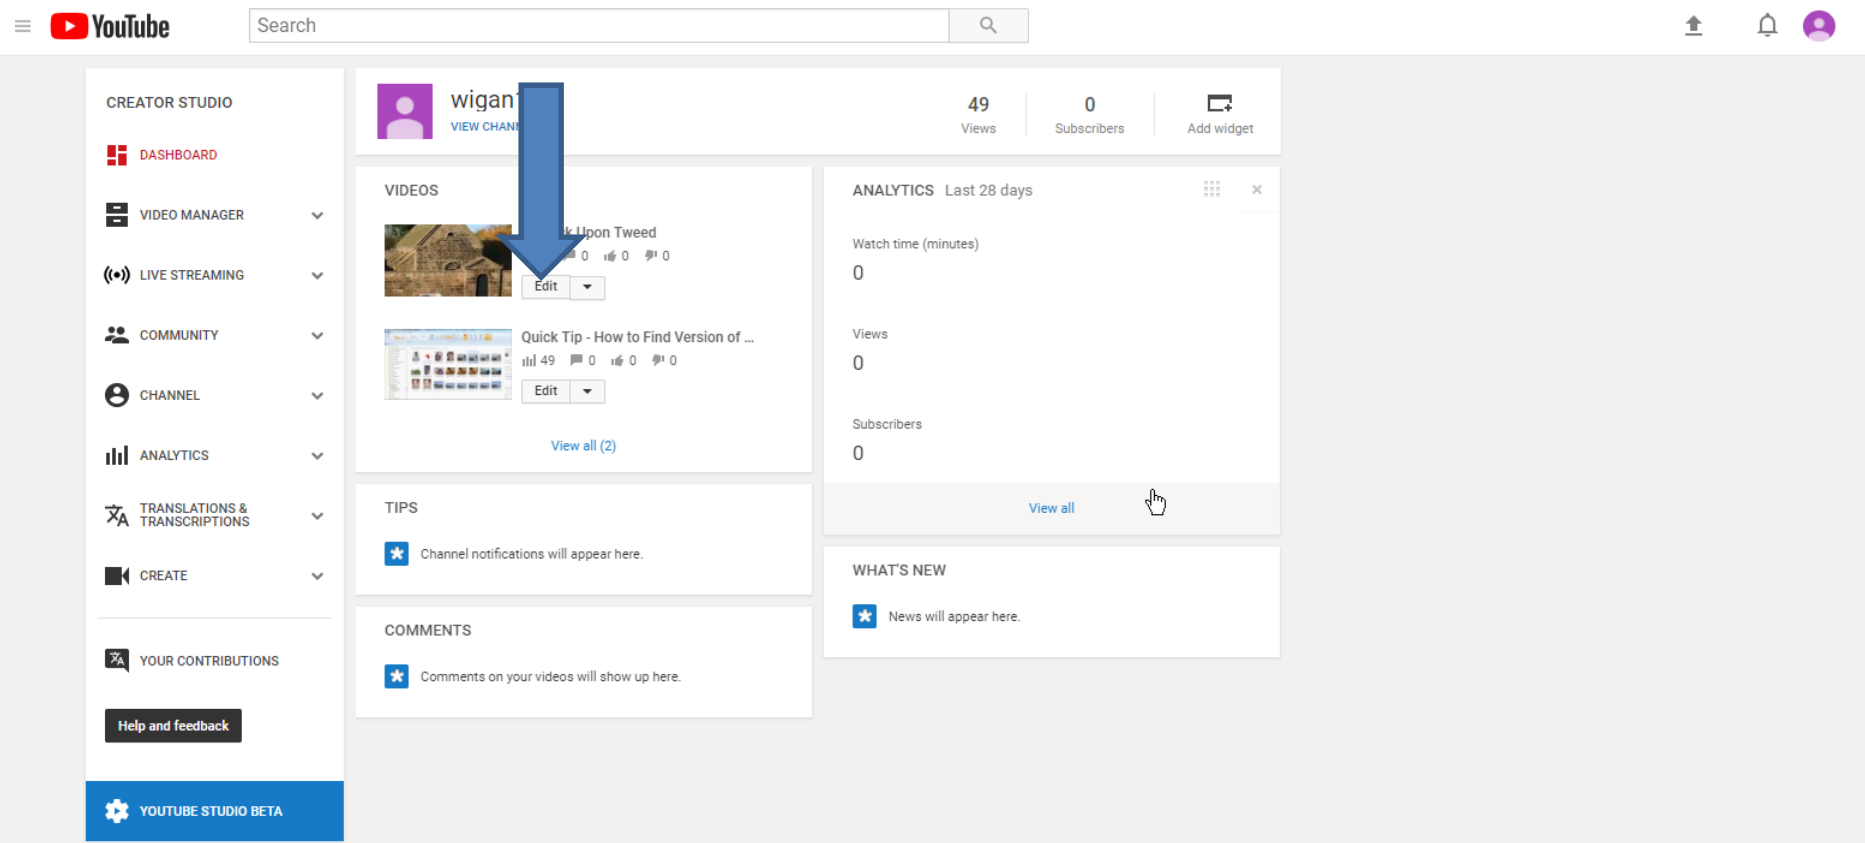 YouTube
Search
CREATOR STUDIO
DASHBOARD
VIDEO MANAGER
LIVE STREAMING
COMMUNITY
CHANNEL
ANALYTICS
TRANSLATIONS &
TRANSCRIPTIONS
CREATE
YOUR CONTRIBUTIONS
Help and feedback
YOUTUBE STUDIO BETA
VIEW
49
Views
0
Subscribers
Add widget
VIDEOS
Upon Tweed
0 0 0
Edit
Quick Tip - How to Find Version of ...
49 0 0 0
Edit
View all (2)
TIPS
Channel notifications will appear here.
COMMENTS
Comments on your videos will show up here.
ANALYTICS Last 28 days
Watch time (minutes)
0
Views
0
Subscribers
0
View all
WHAT'S NEW
News will appear here.